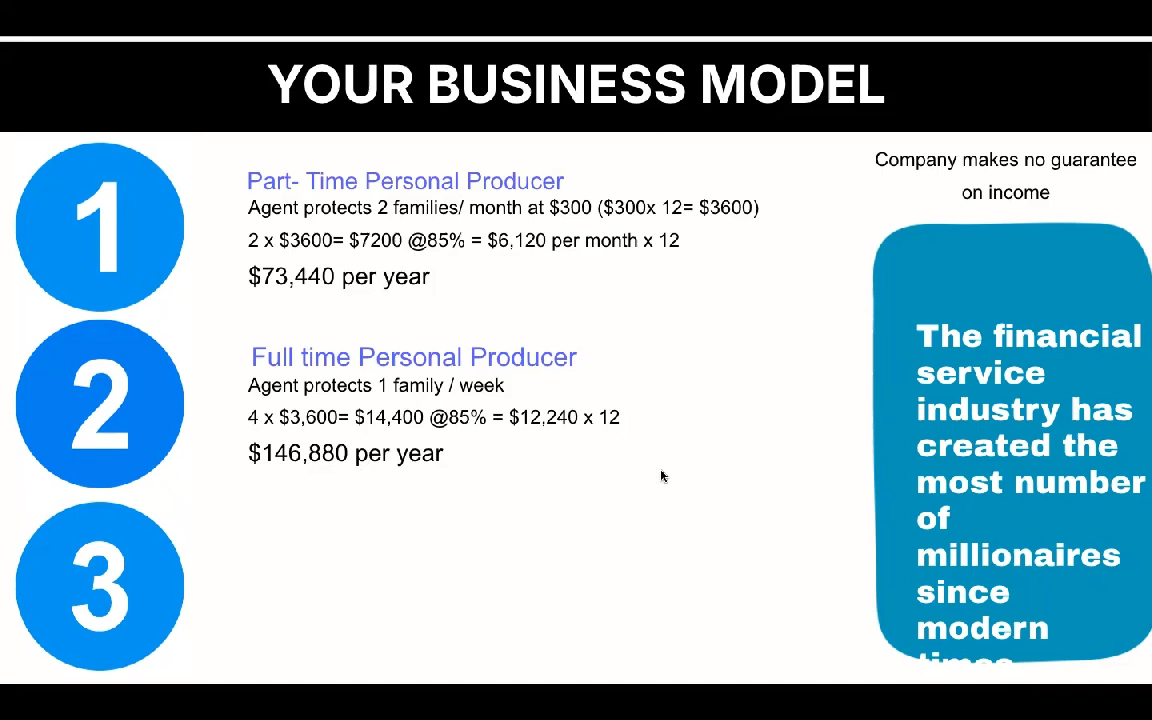 YOUR BUSINESS MODEL
1
Part- Time Personal Producer
Agent protects 2 families/ month at $300 ($300x 12= $3600)
2 x $3600= $7200 @85% = $6,120 per month x 12
$73,440 per year
2
Full time Personal Producer
Agent protects 1 family / week
4 x $3,600= $14,400 @85% = $12,240 x 12
$146,880 per year
3
Company makes no guarantee
on income
The financial
service
industry has
created the
most number
of
millionaires
since
modern
times